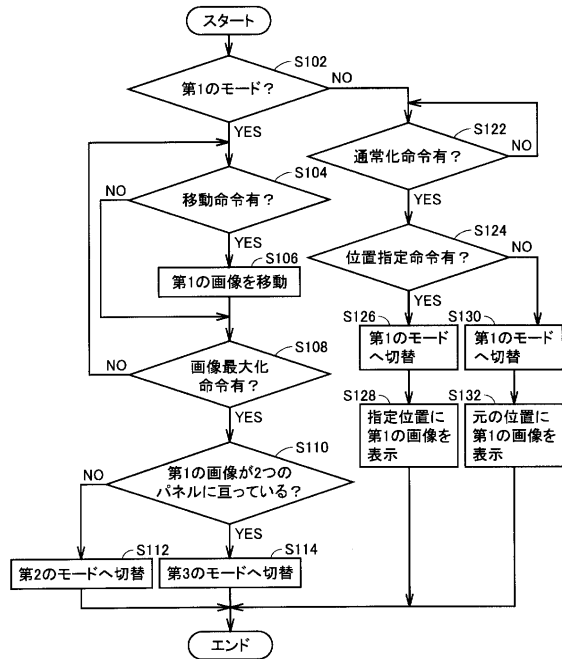 スタート
S102
第1のモード?
NO
YES
S122
通常化命令有?
NO
YES
S104
NO
移動命令有?
YES
S106
第1の画像を移動
S124
位置指定命令有?
NO
YES
S108
NO
画像最大化
命令有?
YES
S126
第1のモード
へ切替
S130
第1のモード
へ切替
S128
指定位置に
第1の画像を
表示
S132
元の位置に
第1の画像を
表示
S110
NO
第1の画像が2つの
パネルに亘っている?
YES
S112
第2のモードへ切替
S114
第3のモードへ切替
エンド